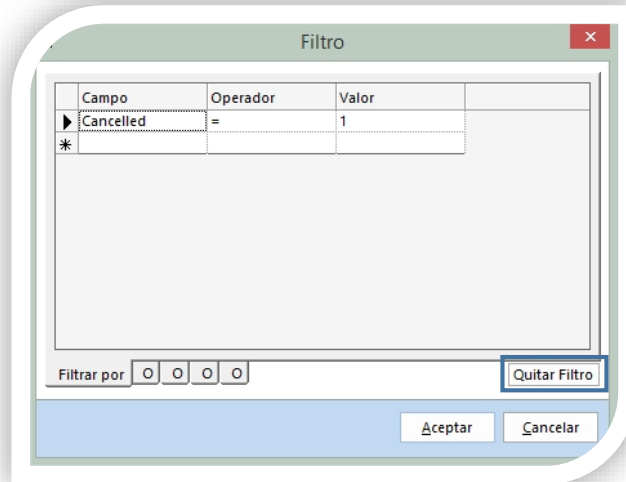 Filtro
Campo Operador Valor
Cancelled = 1
Filtrar por O O O O Quitar Filtro
Aceptar Cancelar